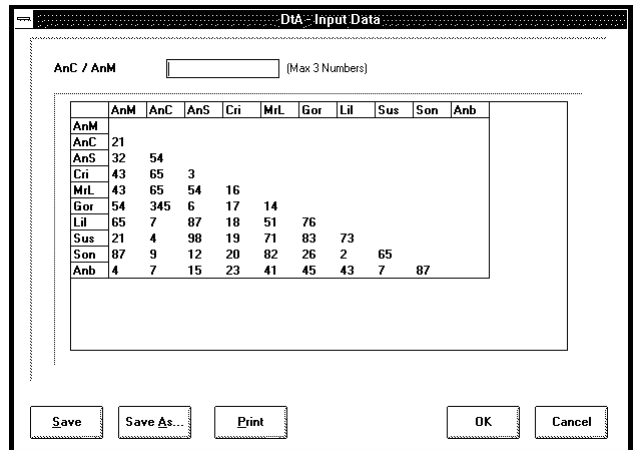 DtA - Input Data
AnC / AnM (Max 3 Numbers)
AnM AnC AnS Cri MrL Gor Lil Sus Son Anb
AnM
AnC 21
AnS 32 54
Cri 43 65 3
MrL 43 65 54 16
Gor 54 345 6 17 14
Lil 65 7 87 18 51 76
Sus 21 4 98 19 71 83 73
Son 87 9 12 20 82 26 2 65
Anb 4 7 15 23 41 45 43 7 87
Save Save As... Print OK Cancel